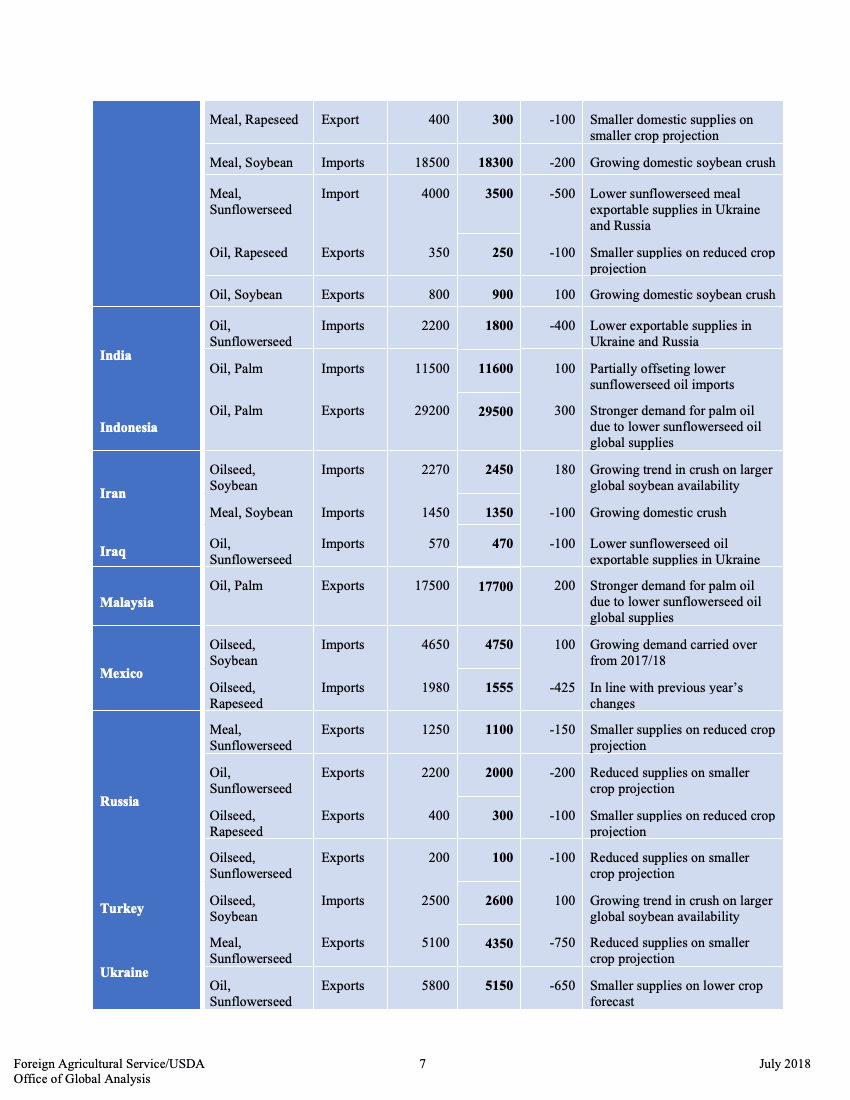 Meal, Rapeseed Export 400 300 -100 Smaller domestic supplies on
smaller crop projection
Meal, Soybean Imports 18500 18300 -200 Growing domestic soybean crush
Meal, Import 4000 3500 -500 Lower sunflowerseed meal
Sunflowerseed exportable supplies in Ukraine
and Russia
Oil, Rapeseed Exports 350 250 -100 Smaller supplies on reduced crop
projection
Oil, Soybean Exports 800 900 100 Growing domestic soybean crush
India
Oil, Imports 2200 1800 -400 Lower exportable supplies in
Sunflowerseed Ukraine and Russia
Oil, Palm Imports 11500 11600 100 Partially offseting lower
sunflowerseed oil imports
Indonesia
Oil, Palm Exports 29200 29500 300 Stronger demand for palm oil
due to lower sunflowerseed oil
global supplies
Iran
Oilseed, Imports 2270 2450 180 Growing trend in crush on larger
Soybean global soybean availability
Meal, Soybean Imports 1450 1350 -100 Growing domestic crush
Iraq
Oil, Imports 570 470 -100 Lower sunflowerseed oil
Sunflowerseed exportable supplies in Ukraine
Malaysia
Oil, Palm Exports 17500 17700 200 Stronger demand for palm oil
due to lower sunflowerseed oil
global supplies
Mexico
Oilseed, Imports 4650 4750 100 Growing demand carried over
Soybean from 2017/18
Oilseed, Imports 1980 1555 -425 In line with previous year’s
Rapeseed changes
Russia
Meal, Exports 1250 1100 -150 Smaller supplies on reduced crop
Sunflowerseed projection
Oil, Exports 2200 2000 -200 Reduced supplies on smaller
Sunflowerseed crop projection
Oilseed, Exports 400 300 -100 Smaller supplies on reduced crop
Rapeseed projection
Oilseed, Exports 200 100 -100 Reduced supplies on smaller
Sunflowerseed crop projection
Turkey
Oilseed, Imports 2500 2600 100 Growing trend in crush on larger
Soybean global soybean availability
Ukraine
Meal, Exports 5100 4350 -750 Reduced supplies on smaller
Sunflowerseed crop projection
Oil, Exports 5800 5150 -650 Smaller supplies on lower crop
Sunflowerseed forecast
Foreign Agricultural Service/USDA 7 July 2018
Office of Global Analysis